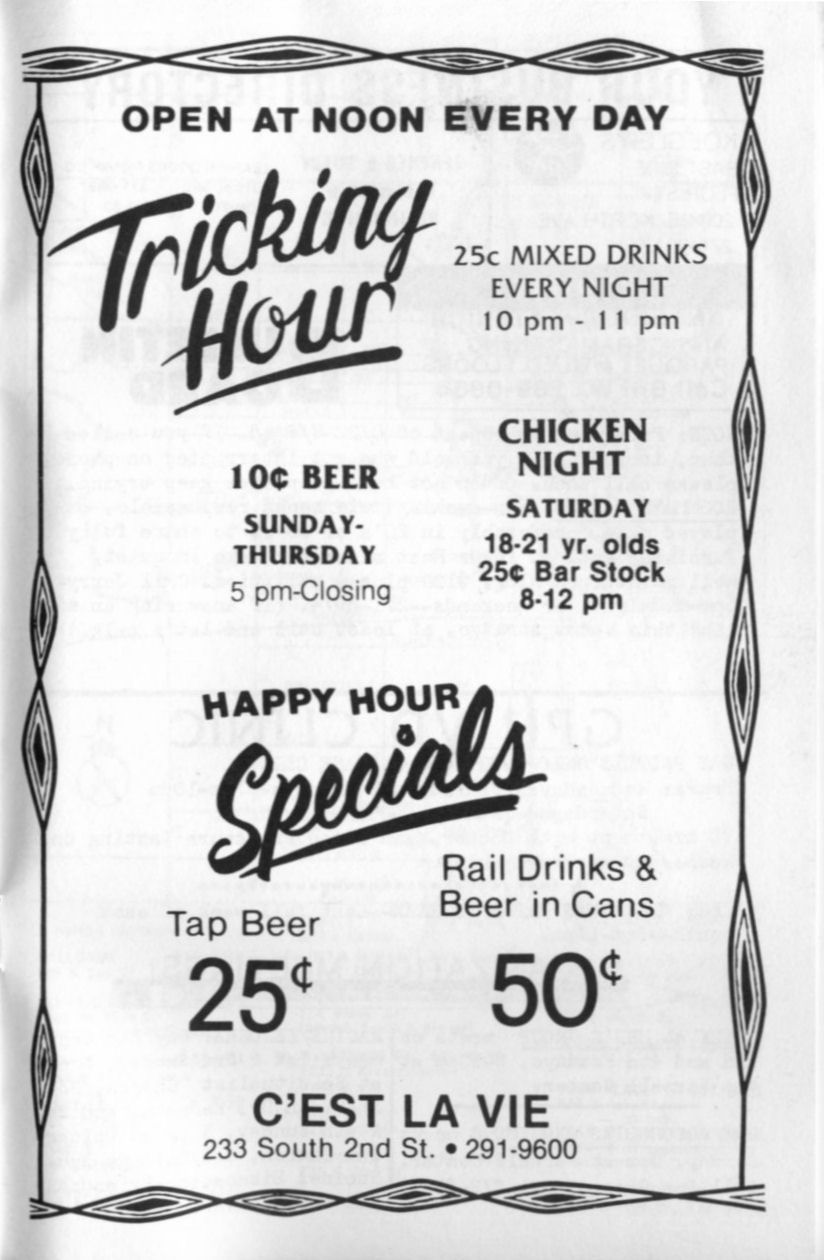 OPEN AT NOON EVERY DAY
Tricking
Hour
25c MIXED DRINKS
EVERY NIGHT
10 pm - 11 pm
10¢ BEER
SUNDAY-
THURSDAY
5 pm-Closing
CHICKEN
NIGHT
SATURDAY
18-21 yr. olds
25¢ Bar Stock
8-12 pm
HAPPY HOUR
Specials
Tap Beer
25¢
Rail Drinks &
Beer in Cans
50¢
C'EST LA VIE
233 South 2nd St. • 291-9600